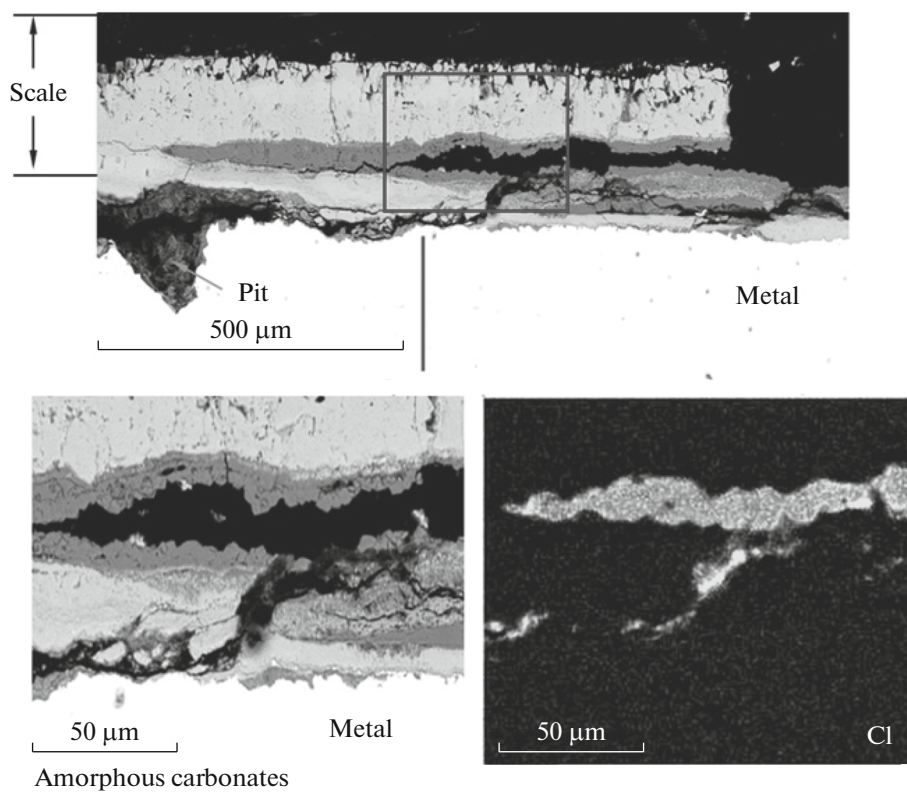 Scale
Pit
Metal
500 µm
Metal
50 µm
50 µm
Cl
Amorphous carbonates